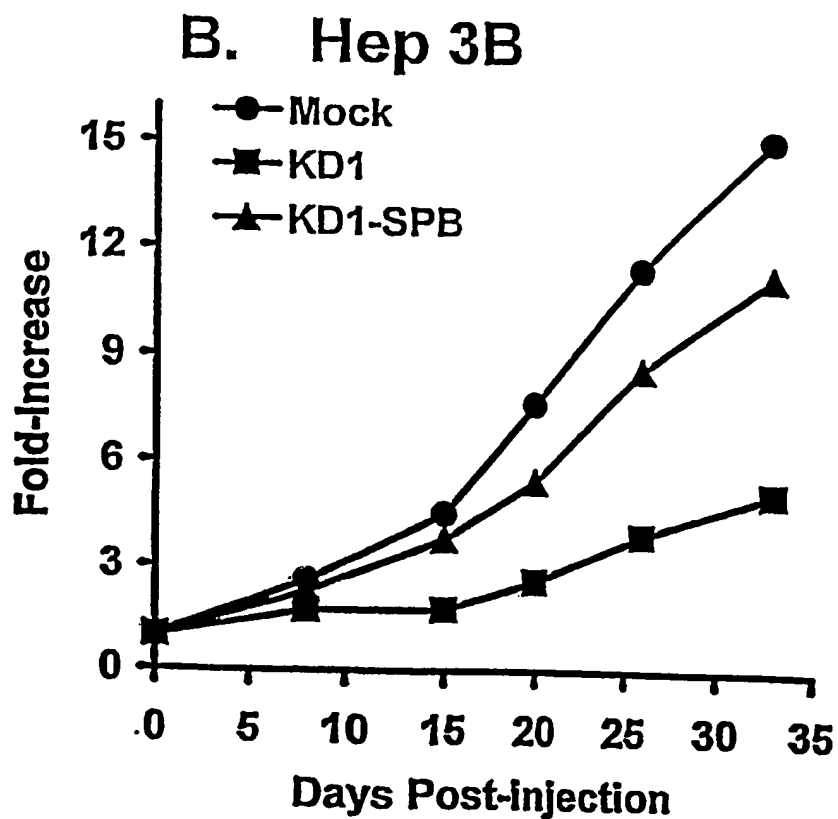 B. Hep 3B
Mock
KD1
KD1-SPB
15
12
9
6
3
0
Fold-Increase
0 5 10 15 20 25 30 35
Days Post-injection